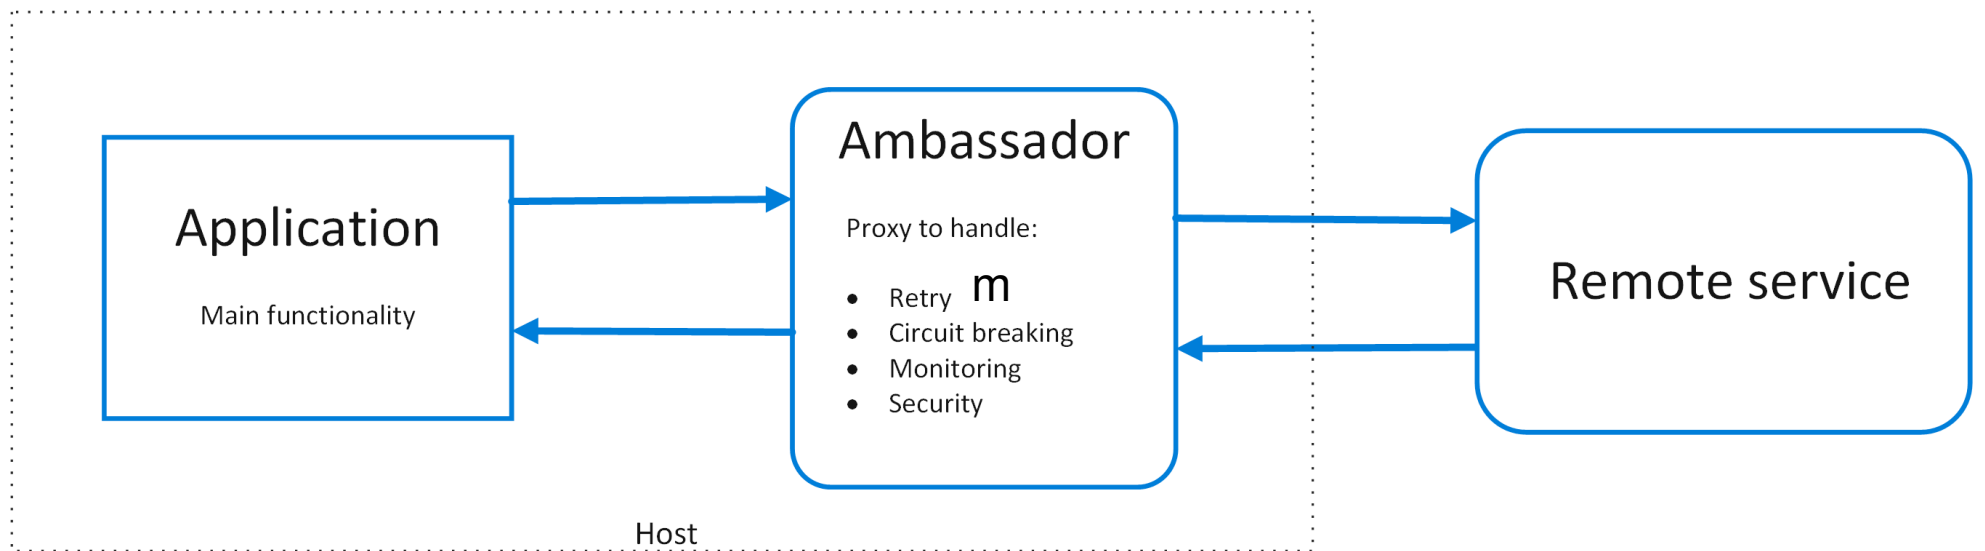 Application
Main functionality
Ambassador
Proxy to handle:
• Retry m
• Circuit breaking
• Monitoring
• Security
Remote service
Host